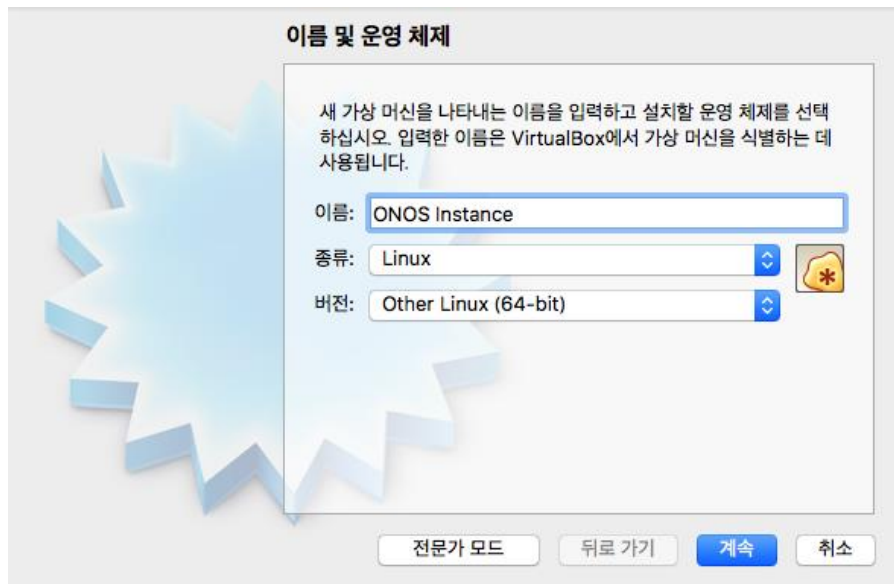 이름 및 운영 체제
새 가상 머신을 나타내는 이름을 입력하고 설치할 운영 체제를 선택
하십시오. 입력한 이름은 VirtualBox에서 가상 머신을 식별하는 데
사용됩니다.
이름: ONOS Instance
종류: Linux
버전: Other Linux (64-bit)
전문가 모드 뒤로 가기 계속 취소